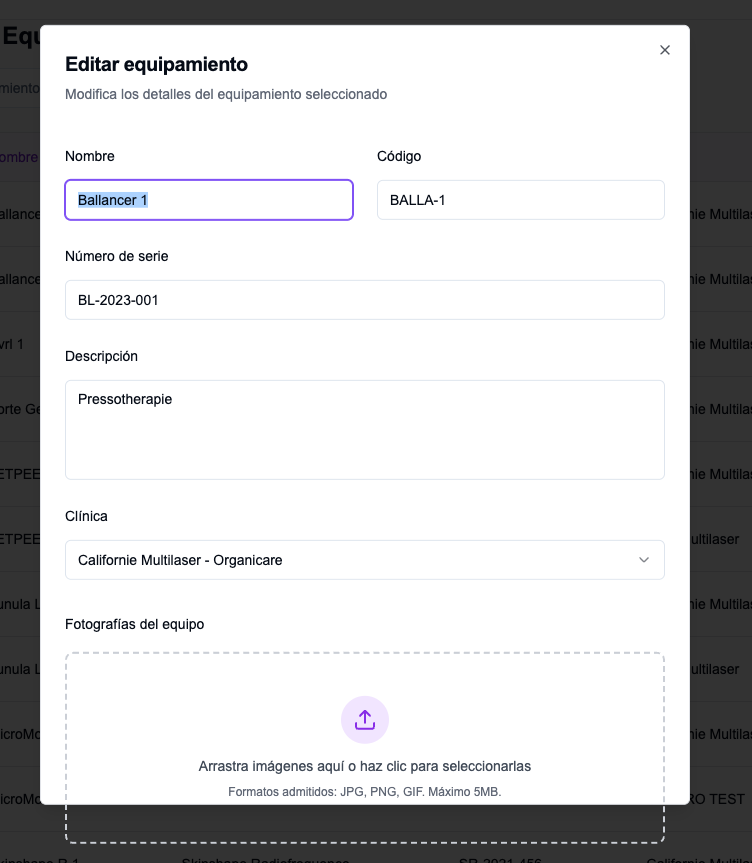 Editar equipamiento
Modifica los detalles del equipamiento seleccionado
Nombre
Código
Ballancer 1
BALLA-1
Número de serie
BL-2023-001
Descripción
Pressotherapie
Clínica
Californie Multilaser - Organicare
Fotografías del equipo
Arrastra imágenes aquí o haz clic para seleccionarlas
Formatos admitidos: JPG, PNG, GIF. Máximo 5MB.